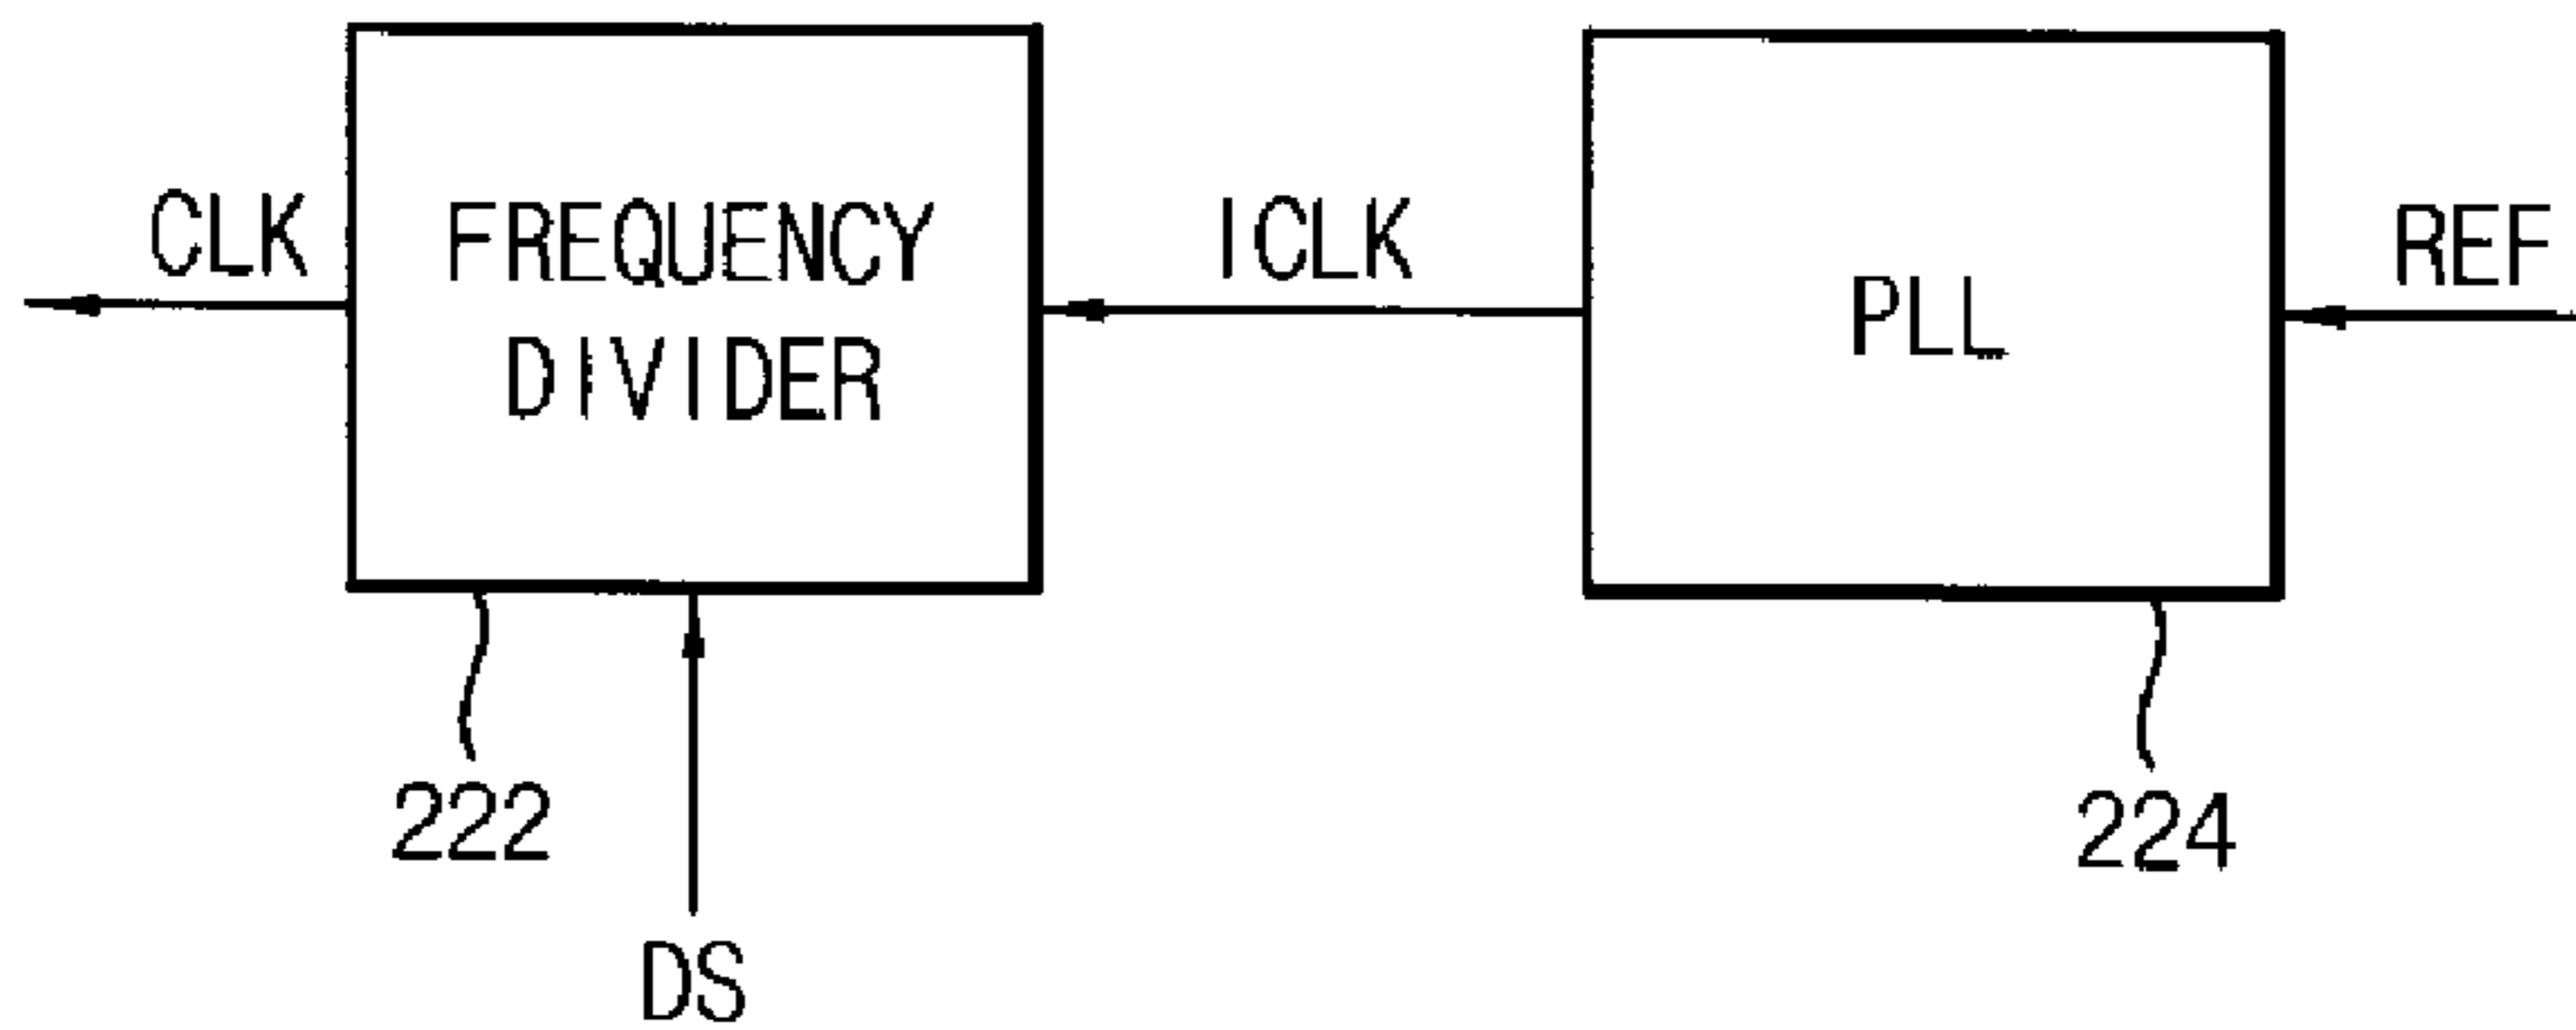 CLK
FREQUENCY
DIVIDER
ICLK
PLL
REF
222
224
DS